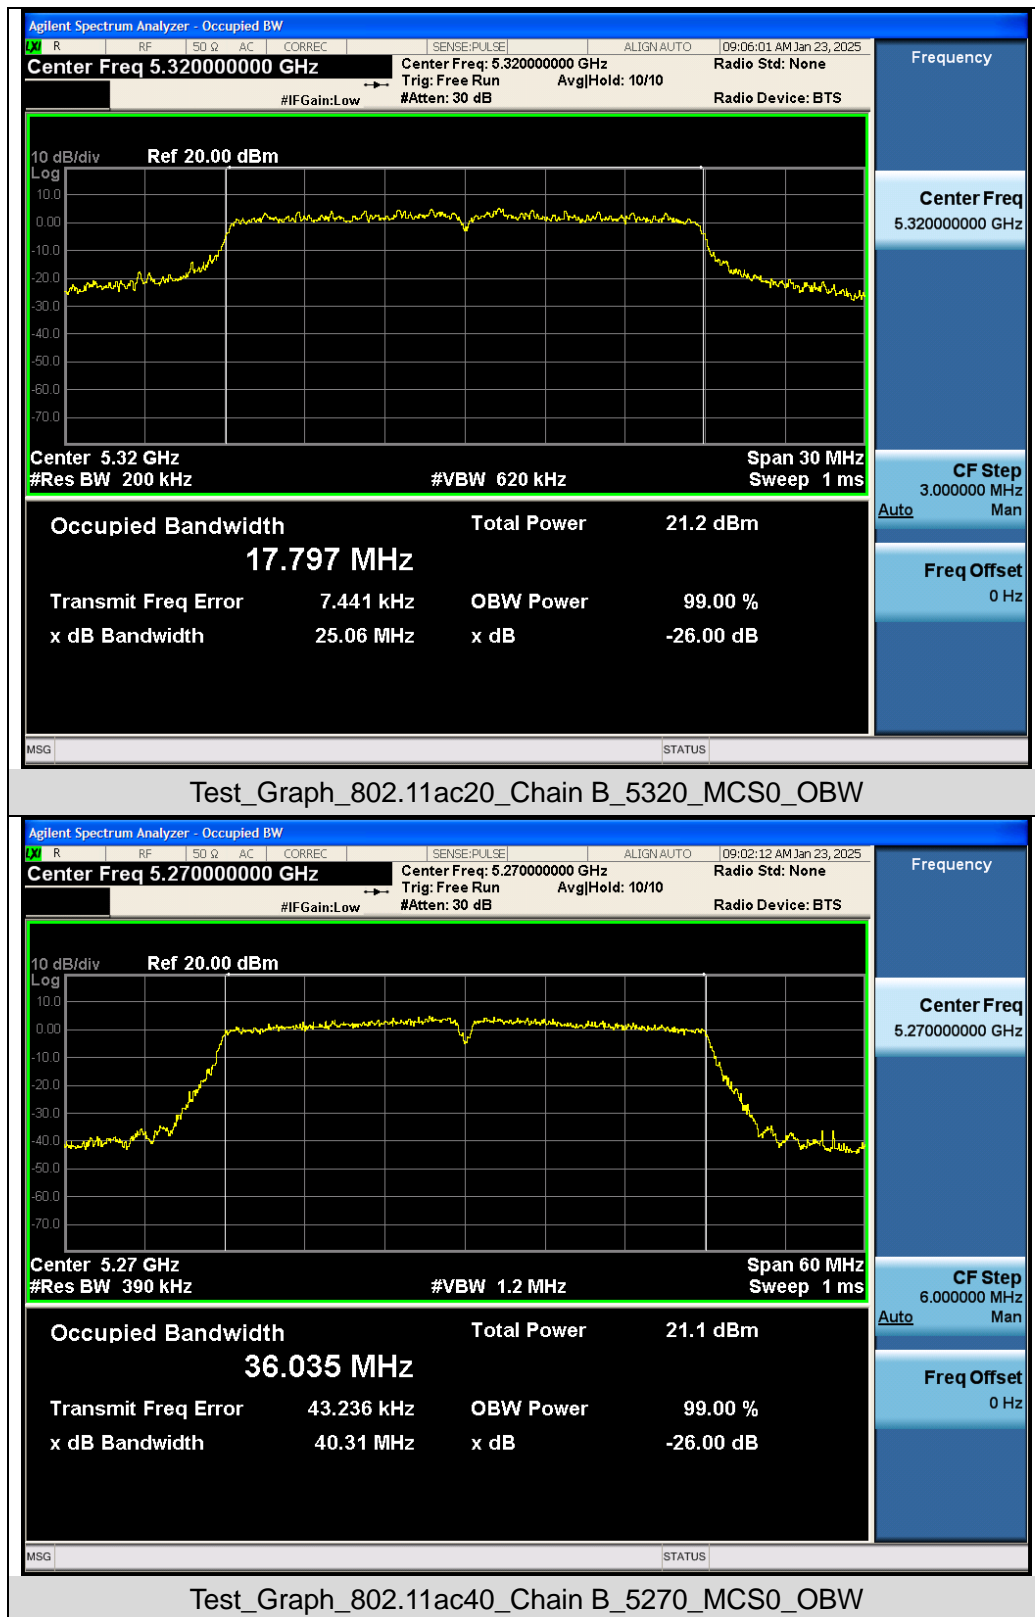 Agilent Spectrum Analyzer - Occupied BW
LXI R RF 50 Ω AC CORREC SENSE:PULSE ALIGN AUTO 09:06:01 AM Jan 23, 2025
Center Freq 5.320000000 GHz
Center Freq: 5.320000000 GHz
Radio Std: None
Trig: Free Run Avg|Hold: 10/10
#IFGain:Low #Atten: 30 dB Radio Device: BTS
10 dB/div Ref 20.00 dBm
Log
10.0
0.00
-10.0
-20.0
-30.0
-40.0
-50.0
-60.0
-70.0
Center 5.32 GHz Span 30 MHz
#Res BW 200 kHz #VBW 620 kHz Sweep 1 ms
Occupied Bandwidth Total Power 21.2 dBm
17.797 MHz
Transmit Freq Error 7.441 kHz OBW Power 99.00 %
x dB Bandwidth 25.06 MHz x dB -26.00 dB
MSG STATUS
Frequency
Center Freq
5.320000000 GHz
CF Step
3.000000 MHz
Auto Man
Freq Offset
0 Hz
Test_Graph_802.11ac20_Chain B_5320_MCS0_OBW
Agilent Spectrum Analyzer - Occupied BW
LXI R RF 50 Ω AC CORREC SENSE:PULSE ALIGN AUTO 09:02:12 AM Jan 23, 2025
Center Freq 5.270000000 GHz
Center Freq: 5.270000000 GHz
Radio Std: None
Trig: Free Run Avg|Hold: 10/10
#IFGain:Low #Atten: 30 dB Radio Device: BTS
10 dB/div Ref 20.00 dBm
Log
10.0
0.00
-10.0
-20.0
-30.0
-40.0
-50.0
-60.0
-70.0
Center 5.27 GHz Span 60 MHz
#Res BW 390 kHz #VBW 1.2 MHz Sweep 1 ms
Occupied Bandwidth Total Power 21.1 dBm
36.035 MHz
Transmit Freq Error 43.236 kHz OBW Power 99.00 %
x dB Bandwidth 40.31 MHz x dB -26.00 dB
MSG STATUS
Frequency
Center Freq
5.270000000 GHz
CF Step
6.000000 MHz
Auto Man
Freq Offset
0 Hz
Test_Graph_802.11ac40_Chain B_5270_MCS0_OBW